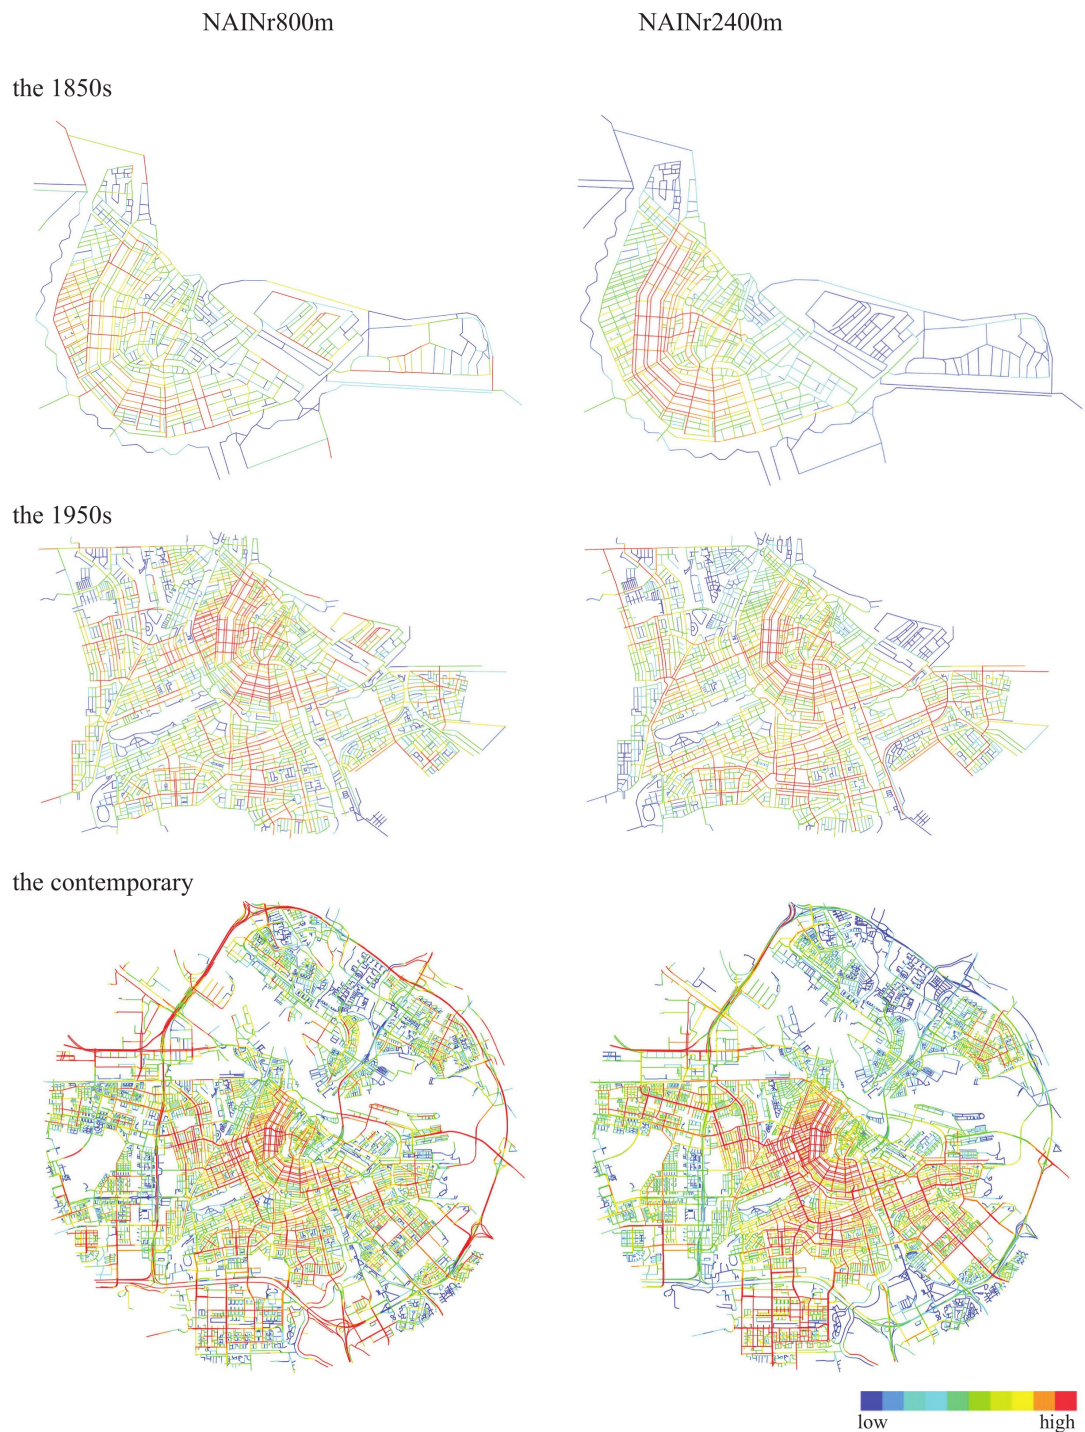 NAINr800m
NAINr2400m
the 1850s
the 1950s
the contemporary
low
high